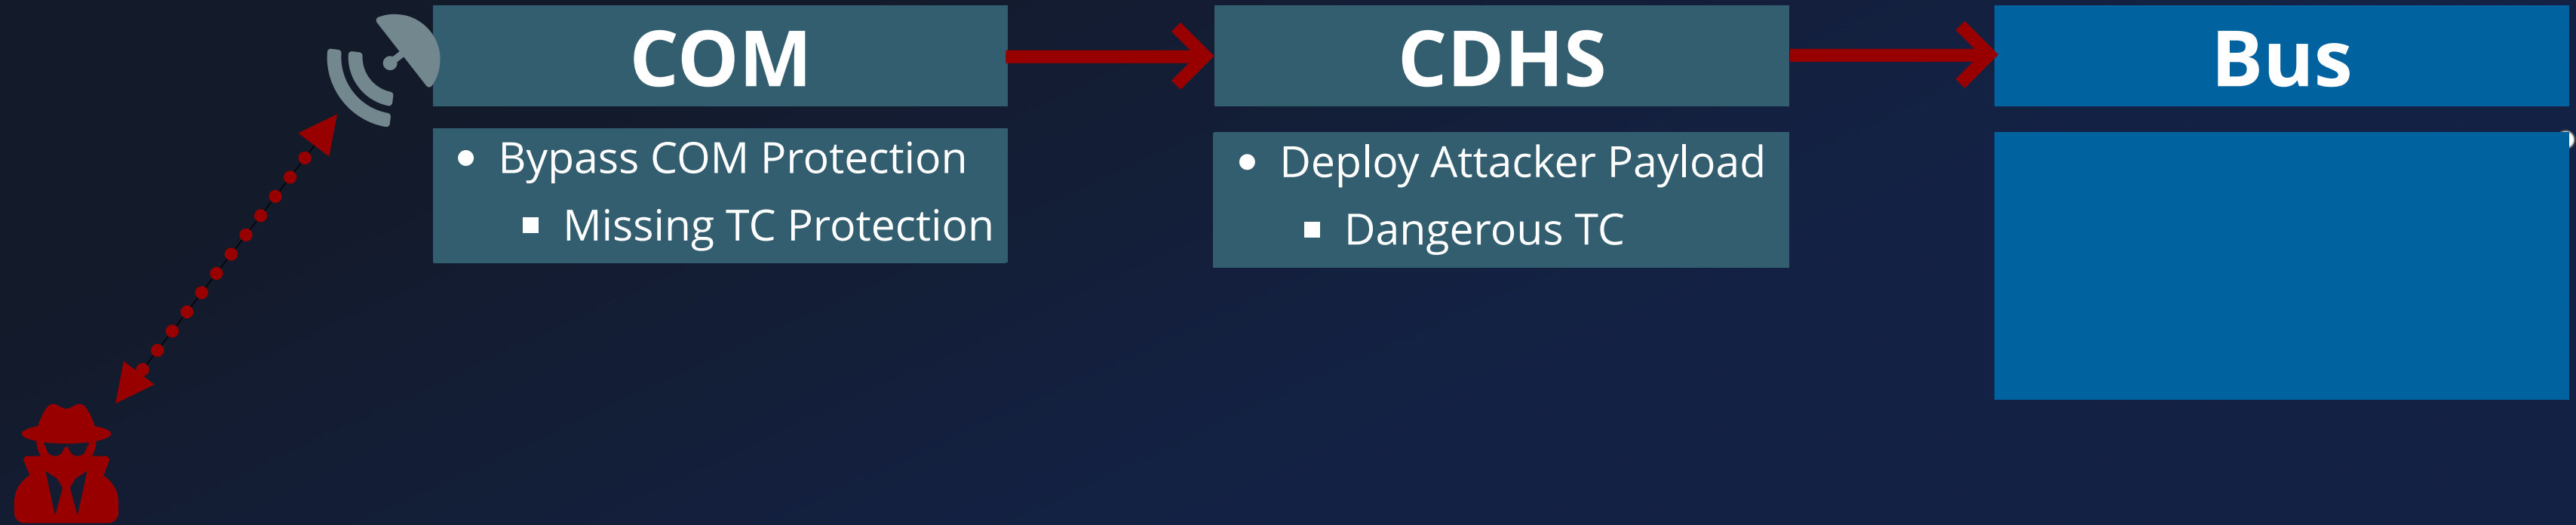 COM
CDHS
Bus
● Bypass COM Protection
■ Missing TC Protection
● Deploy Attacker Payload
■ Dangerous TC